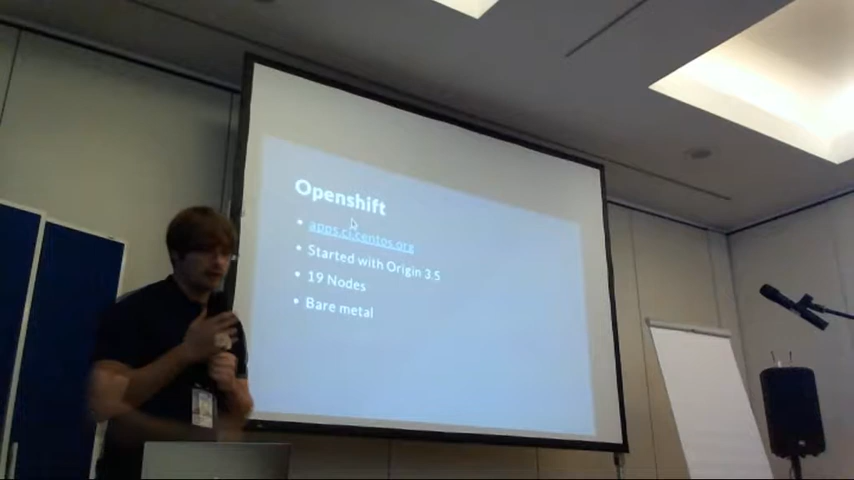 Openshift
apps.ci.centos.org
Started with Origin 3.5
19 Nodes
Bare metal